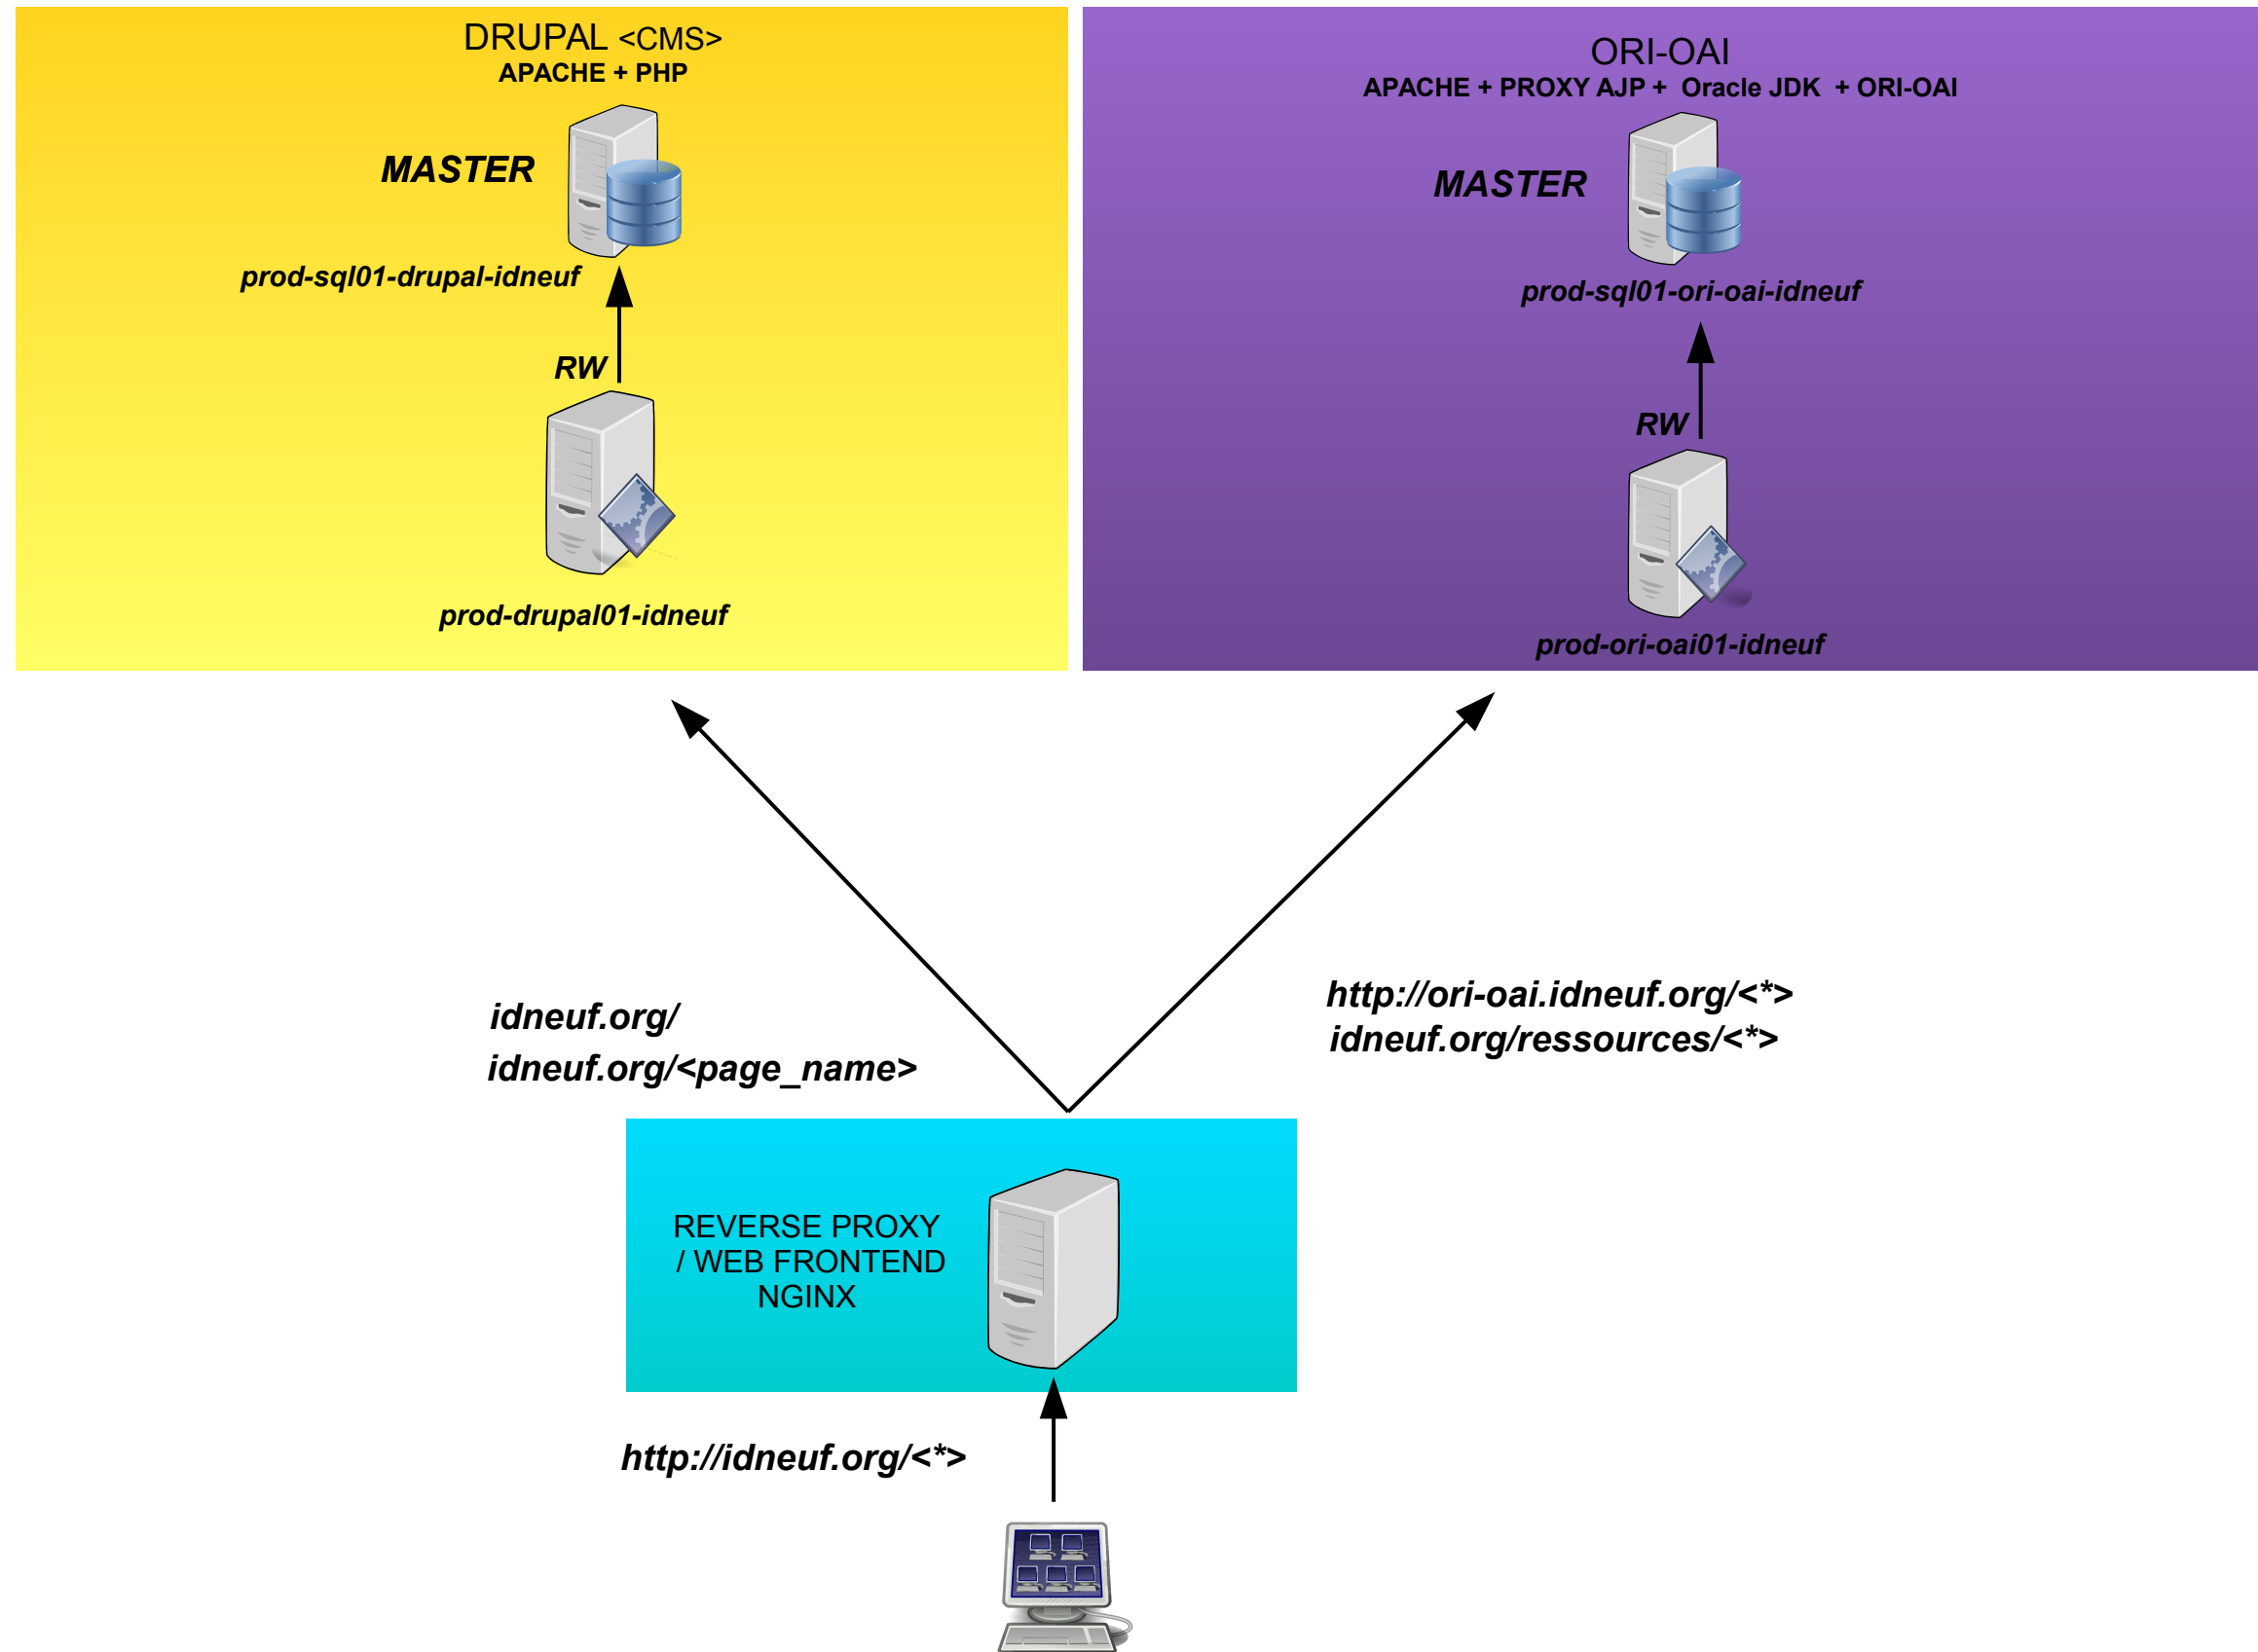 DRUPAL <CMS>
APACHE + PHP
MASTER
prod-sql01-drupal-idneuf
RW
prod-drupal01-idneuf
ORI-OAI
APACHE + PROXY AJP + Oracle JDK + ORI-OAI
MASTER
prod-sql01-ori-oai-idneuf
RW
prod-ori-oai01-idneuf
idneuf.org/
idneuf.org/<page_name>
http://ori-oai.idneuf.org/<*>
idneuf.org/ressources/<*>
REVERSE PROXY
/ WEB FRONTEND
NGINX
http://idneuf.org/<*>